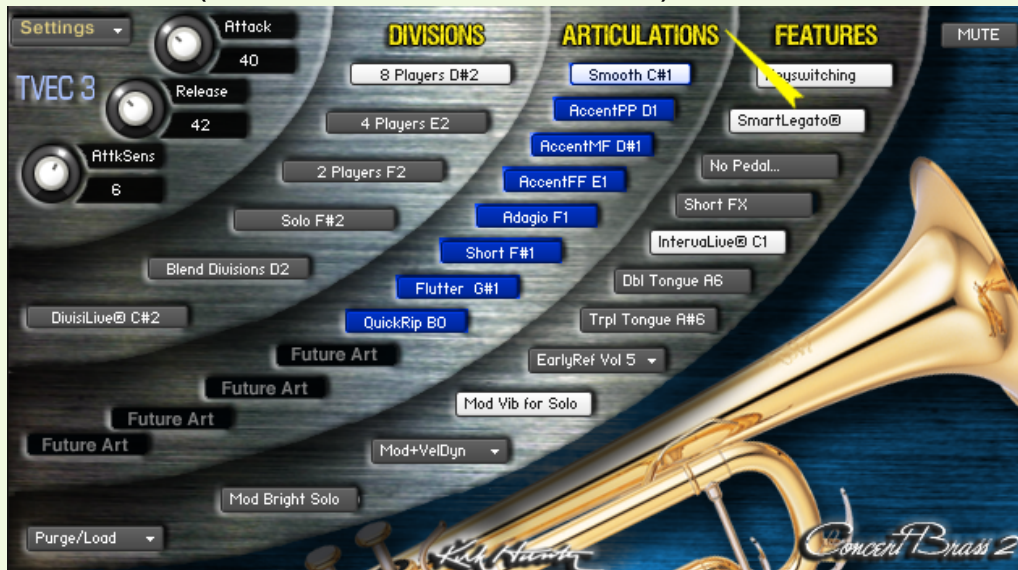 Settings
TVEC 3
Attack
40
Release
42
AttkSens
6
DIVISIONS
8 Players D#2
4 Players E2
2 Players F2
Solo F#2
Blend Divisions D2
DivisiLive® C#2
ARTICULATIONS
Smooth C#1
AccentPP D1
AccentMF D#1
AccentFF E1
Adagio F1
Short F#1
Flutter G#1
QuickRip B0
Future Art
Future Art
Future Art
Future Art
FEATURES
Keyswitching
SmartLegato®
No Pedal...
Short FX
IntervaLive® C1
Dbl Tongue A6
Trpl Tongue A#6
EarlyRef Vol 5
Mod Vib for Solo
Mod+VelDyn
Mod Bright Solo
Purge/Load
MUTE
Kirk Hunter
Concert Brass 2